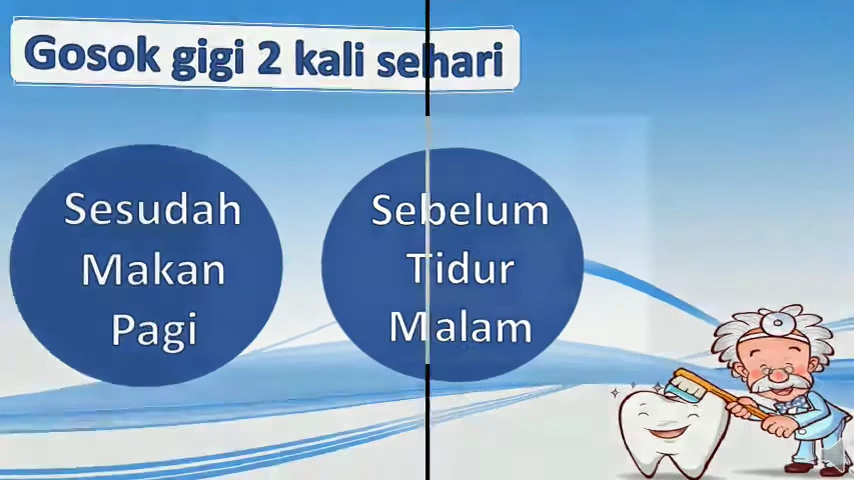 Gosok gigi 2 kali sehari
Sesudah
Makan
Pagi
Sebelum
Tidur
Malam